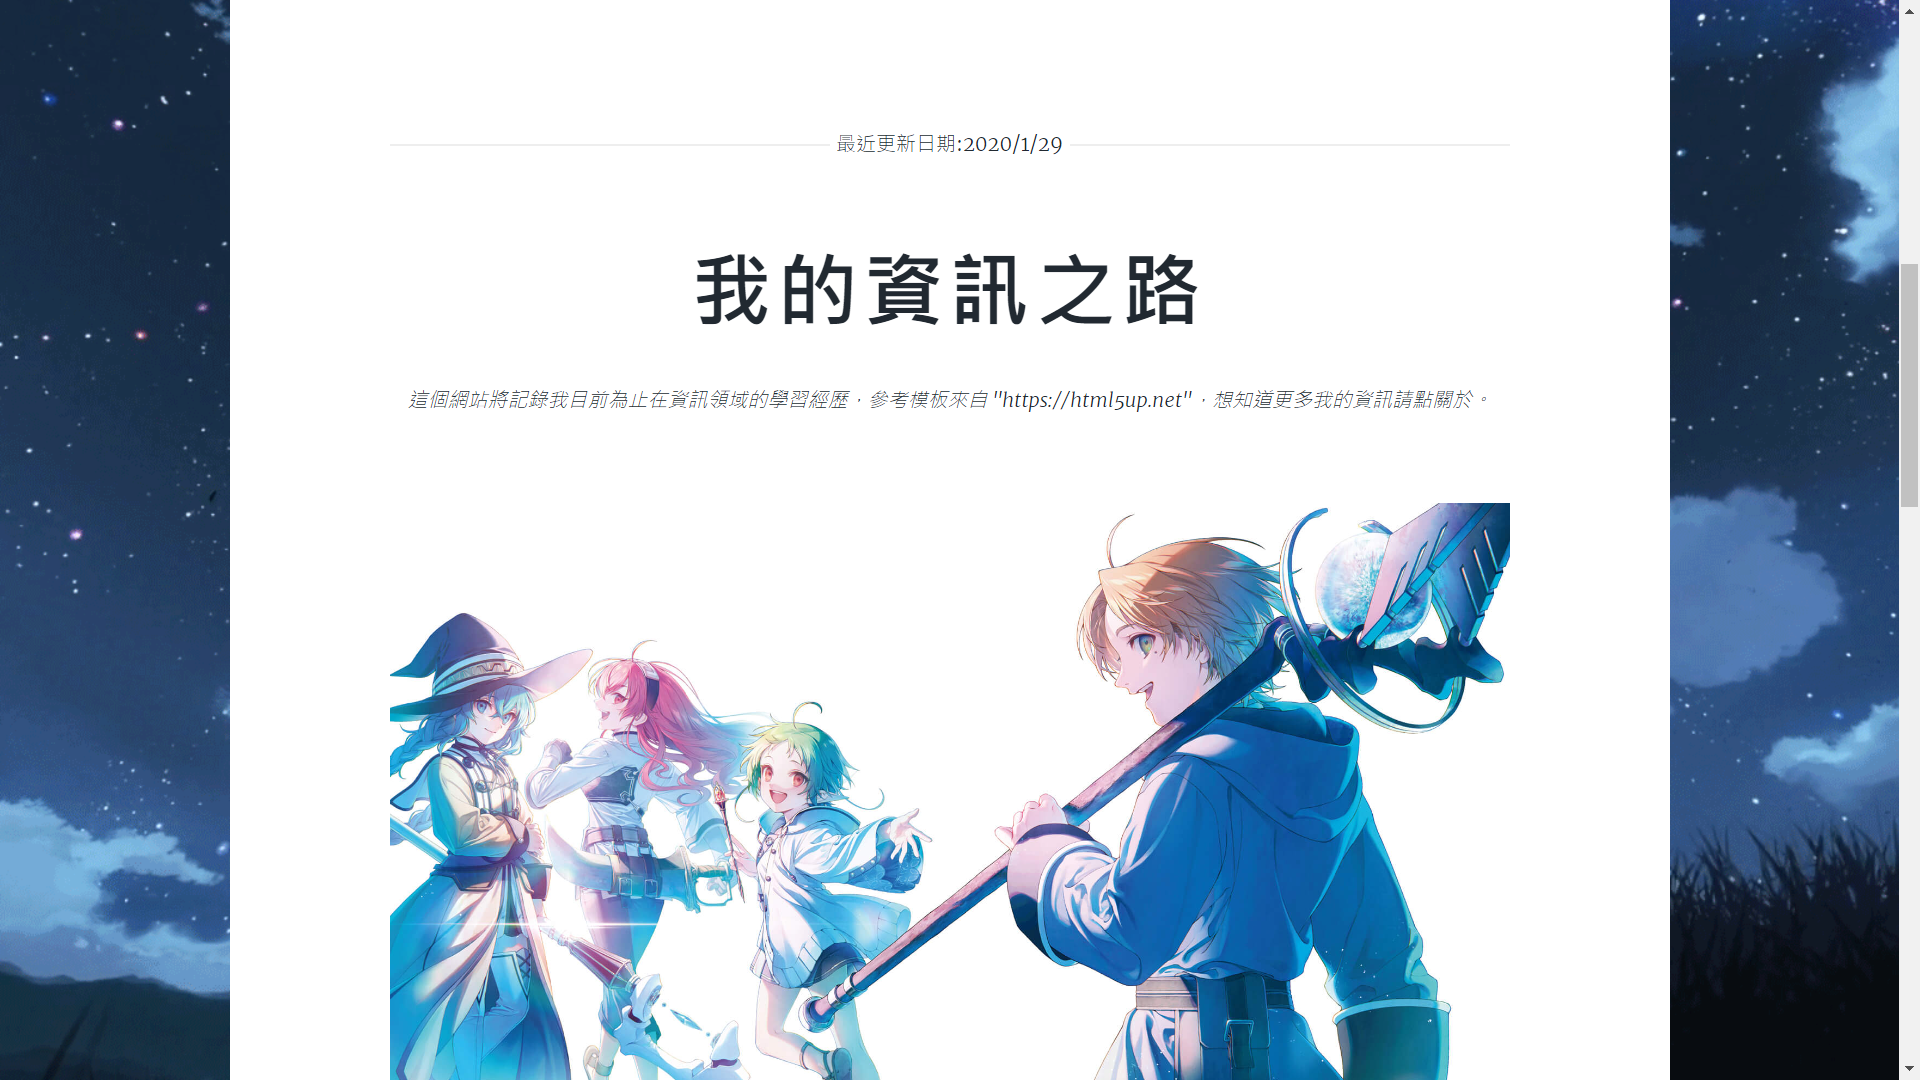 最近更新日期:2020/1/29
我的資訊之路
這個網站將記錄我目前為止在資訊領域的學習經歷，參考模板來自 "https://html5up.net"，想知道更多我的資訊請點關於。